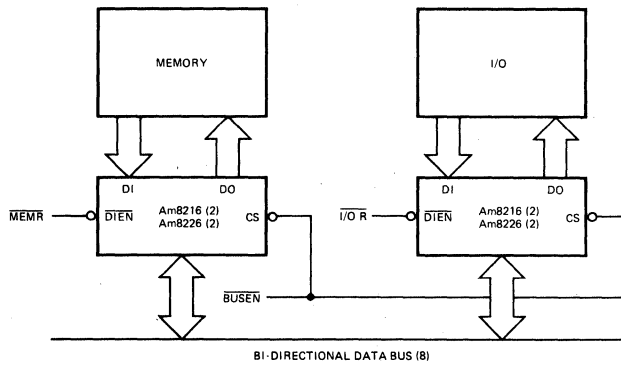 MEMORY
I/O
DI DO
DI DO
MEMR
DIEN
Am8216 (2)
Am8226 (2)
CS
I/O R
DIEN
Am8216 (2)
Am8226 (2)
CS
BUSEN
BI-DIRECTIONAL DATA BUS (8)